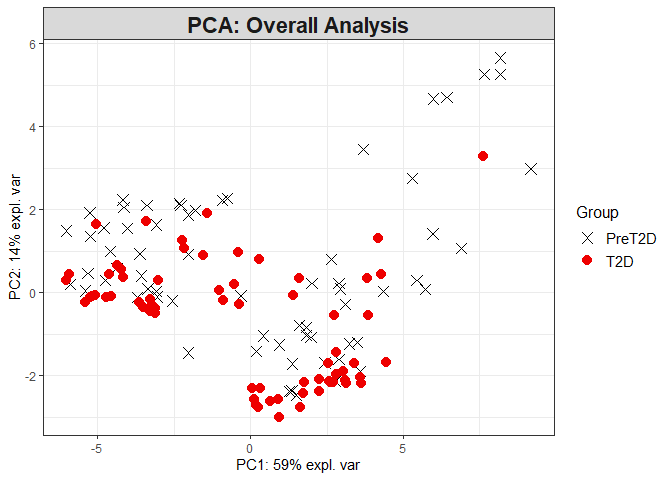 PCA: Overall Analysis
6
4
2
0
-2
PC2: 14% expl. var
-5
0
5
PC1: 59% expl. var
Group
PreT2D
T2D